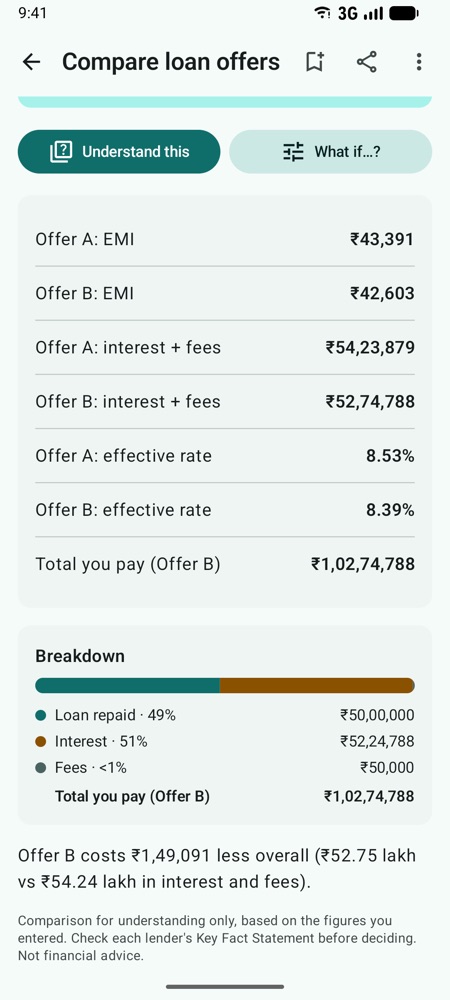 9:41
3G
Compare loan offers
Understand this
What if…?
Offer A: EMI ₹43,391
Offer B: EMI ₹42,603
Offer A: interest + fees ₹54,23,879
Offer B: interest + fees ₹52,74,788
Offer A: effective rate 8.53%
Offer B: effective rate 8.39%
Total you pay (Offer B) ₹1,02,74,788
Breakdown
Loan repaid · 49% ₹50,00,000
Interest · 51% ₹52,24,788
Fees · <1% ₹50,000
Total you pay (Offer B) ₹1,02,74,788
Offer B costs ₹1,49,091 less overall (₹52.75 lakh
vs ₹54.24 lakh in interest and fees).
Comparison for understanding only, based on the figures you
entered. Check each lender's Key Fact Statement before deciding.
Not financial advice.